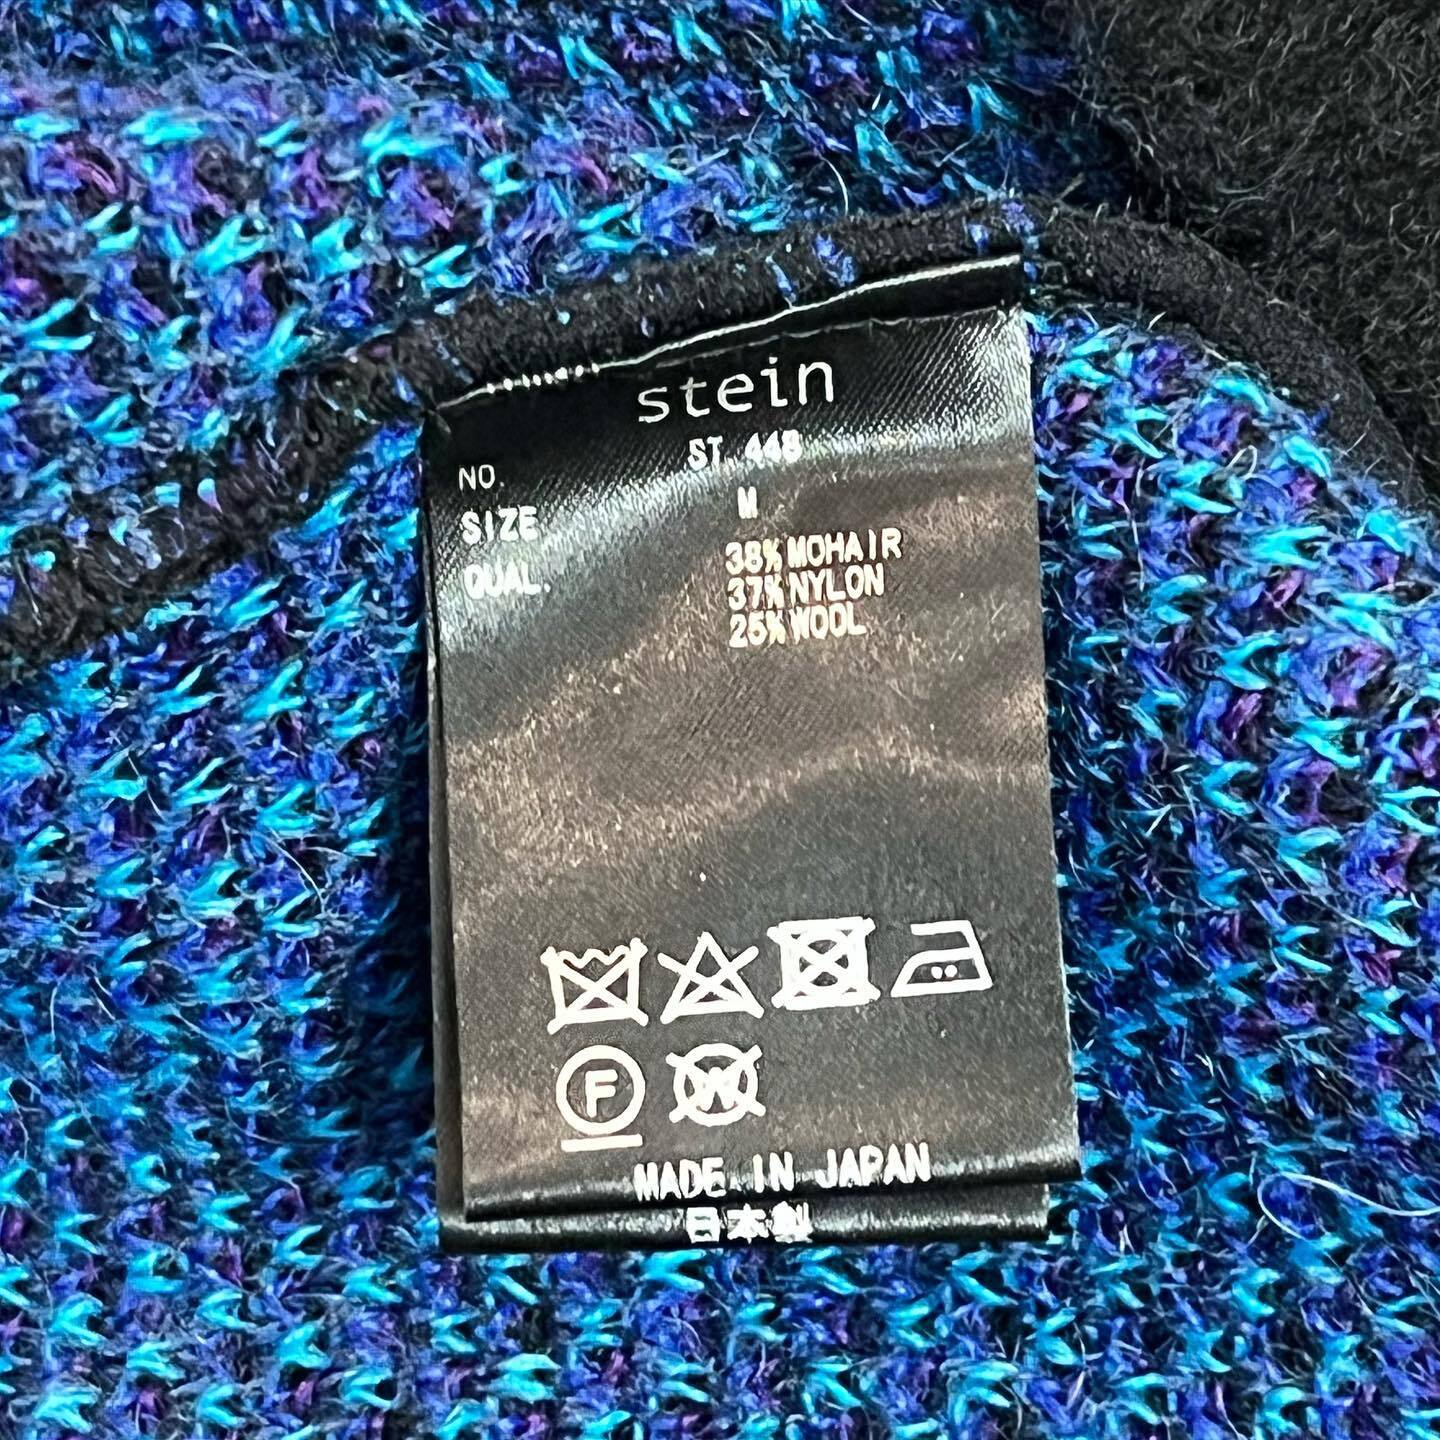 stein
NO. ST.448
SIZE M
QUAL. 38% MOHAIR
37% NYLON
25% WOOL
F W
MADE IN JAPAN
日本製